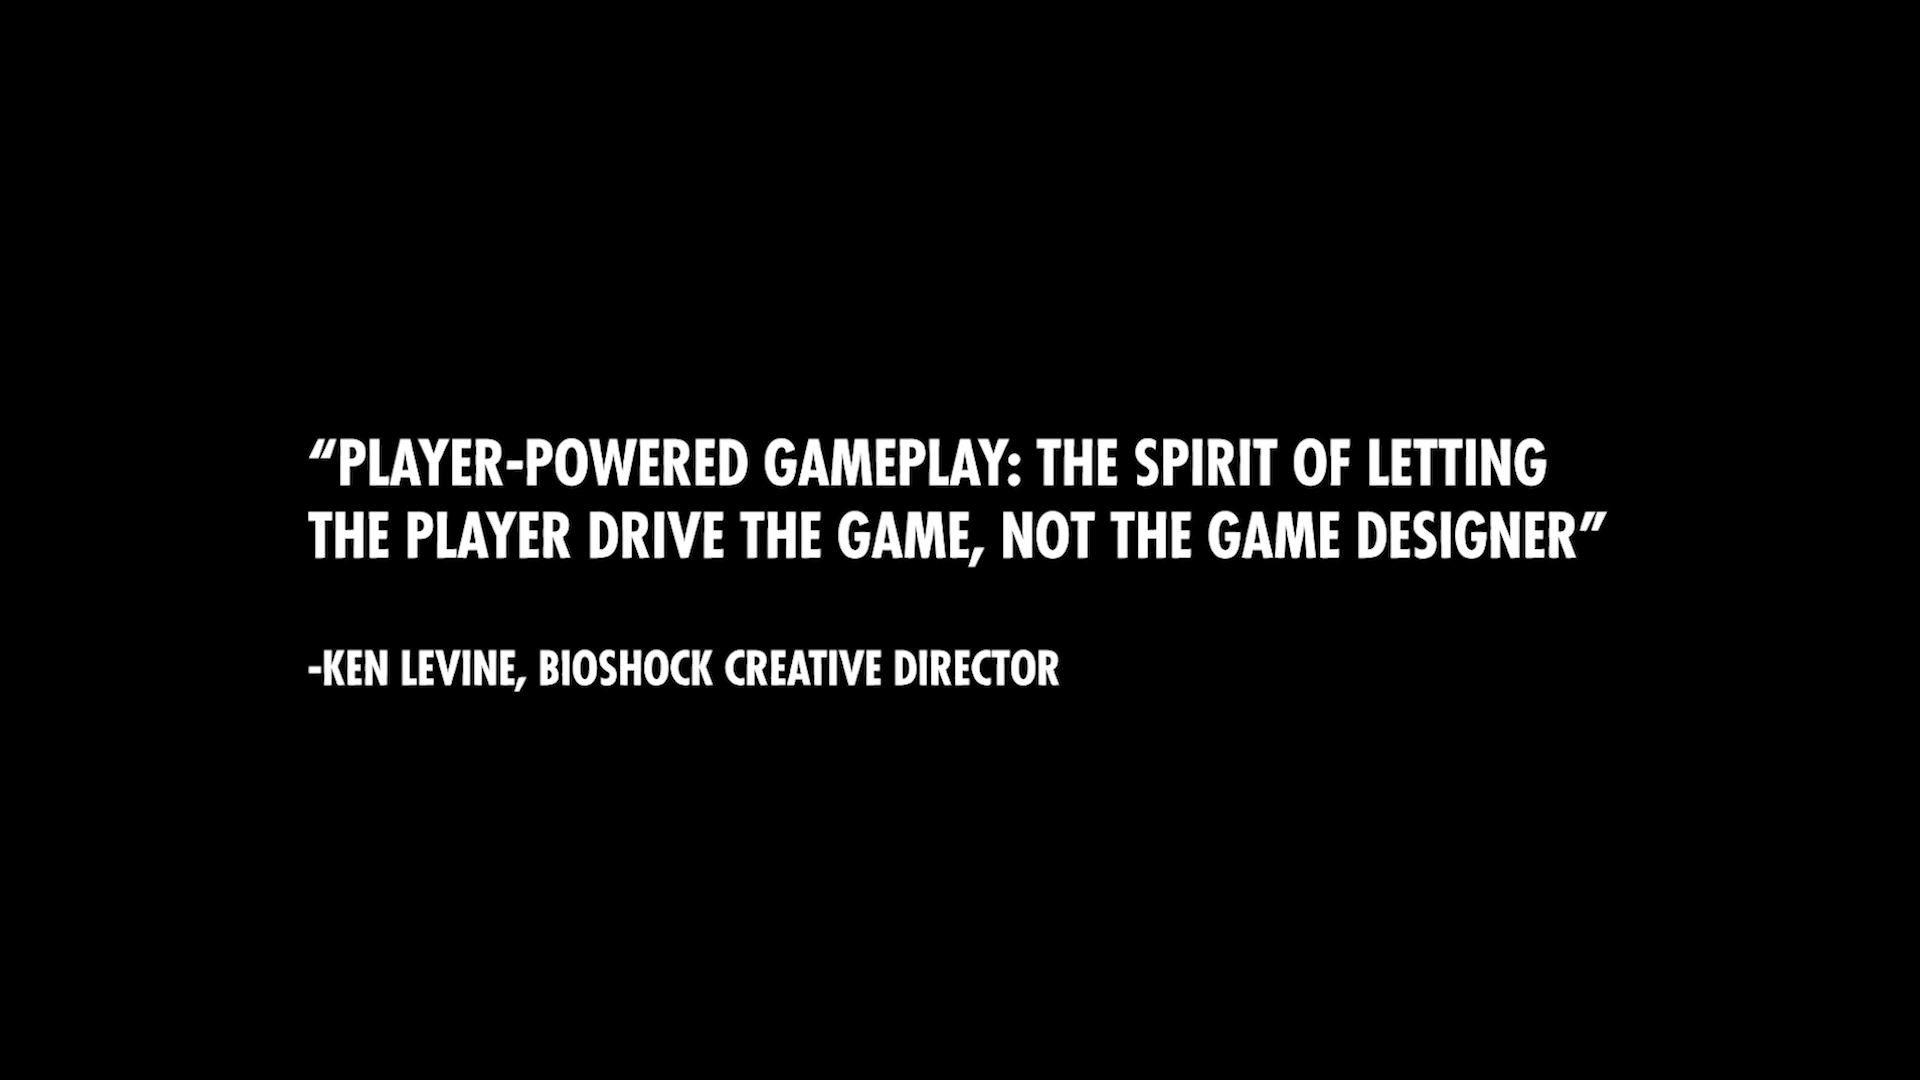 “PLAYER-POWERED GAMEPLAY: THE SPIRIT OF LETTING
THE PLAYER DRIVE THE GAME, NOT THE GAME DESIGNER”
-KEN LEVINE, BIOSHOCK CREATIVE DIRECTOR